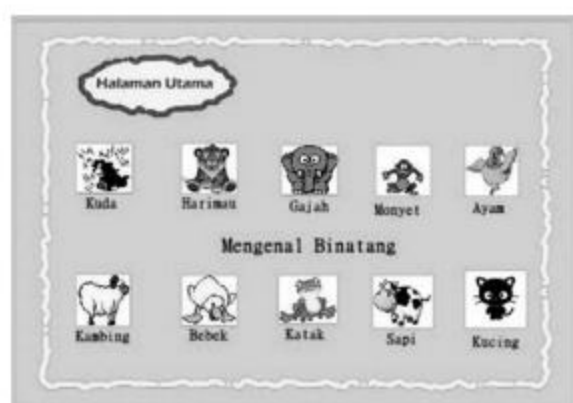 Halaman Utama
Kuda Harimau Gajah Monyet Ayam
Mengenal Binatang
Kambing Bebek Katak Sapi Kucing